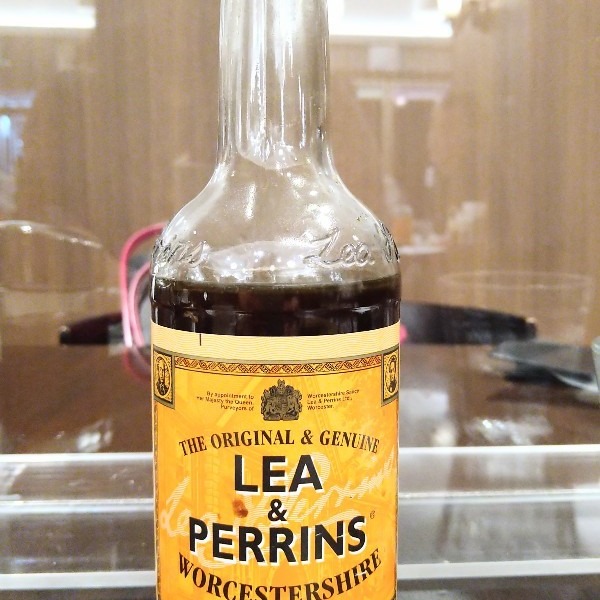 Lea
By appointment to
Her Majesty the Queen
Purveyors of
Worcestershire Sauce
Lea & Perrins Ltd.,
Worcester.
THE ORIGINAL & GENUINE
LEA
&
PERRINS
WORCESTERSHIRE